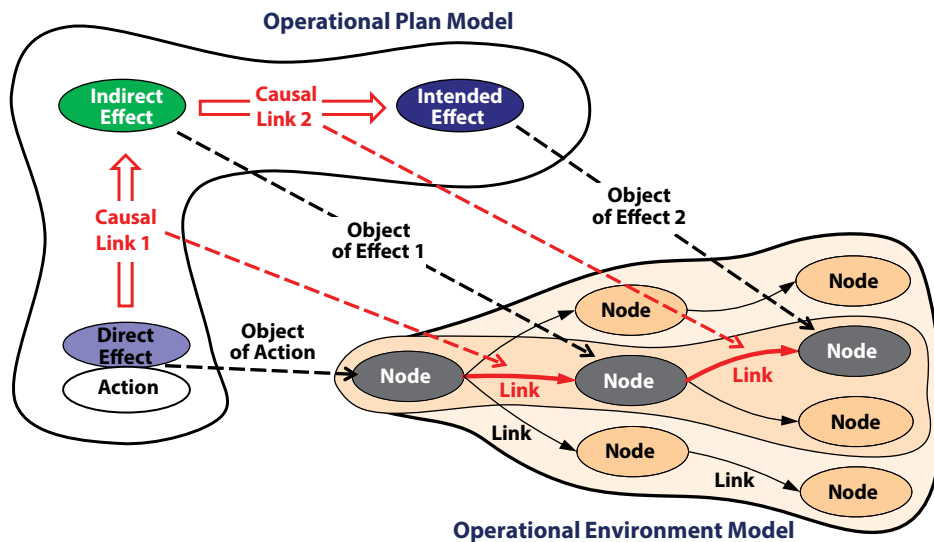 Operational Plan Model
Indirect
Effect
Causal
Link 2
Intended
Effect
Causal
Link 1
Object
of Effect 1
Object
of Effect 2
Direct
Effect
Action
Object
of Action
Node
Node
Node
Link
Node
Link
Node
Node
Link
Node
Node
Link
Node
Operational Environment Model